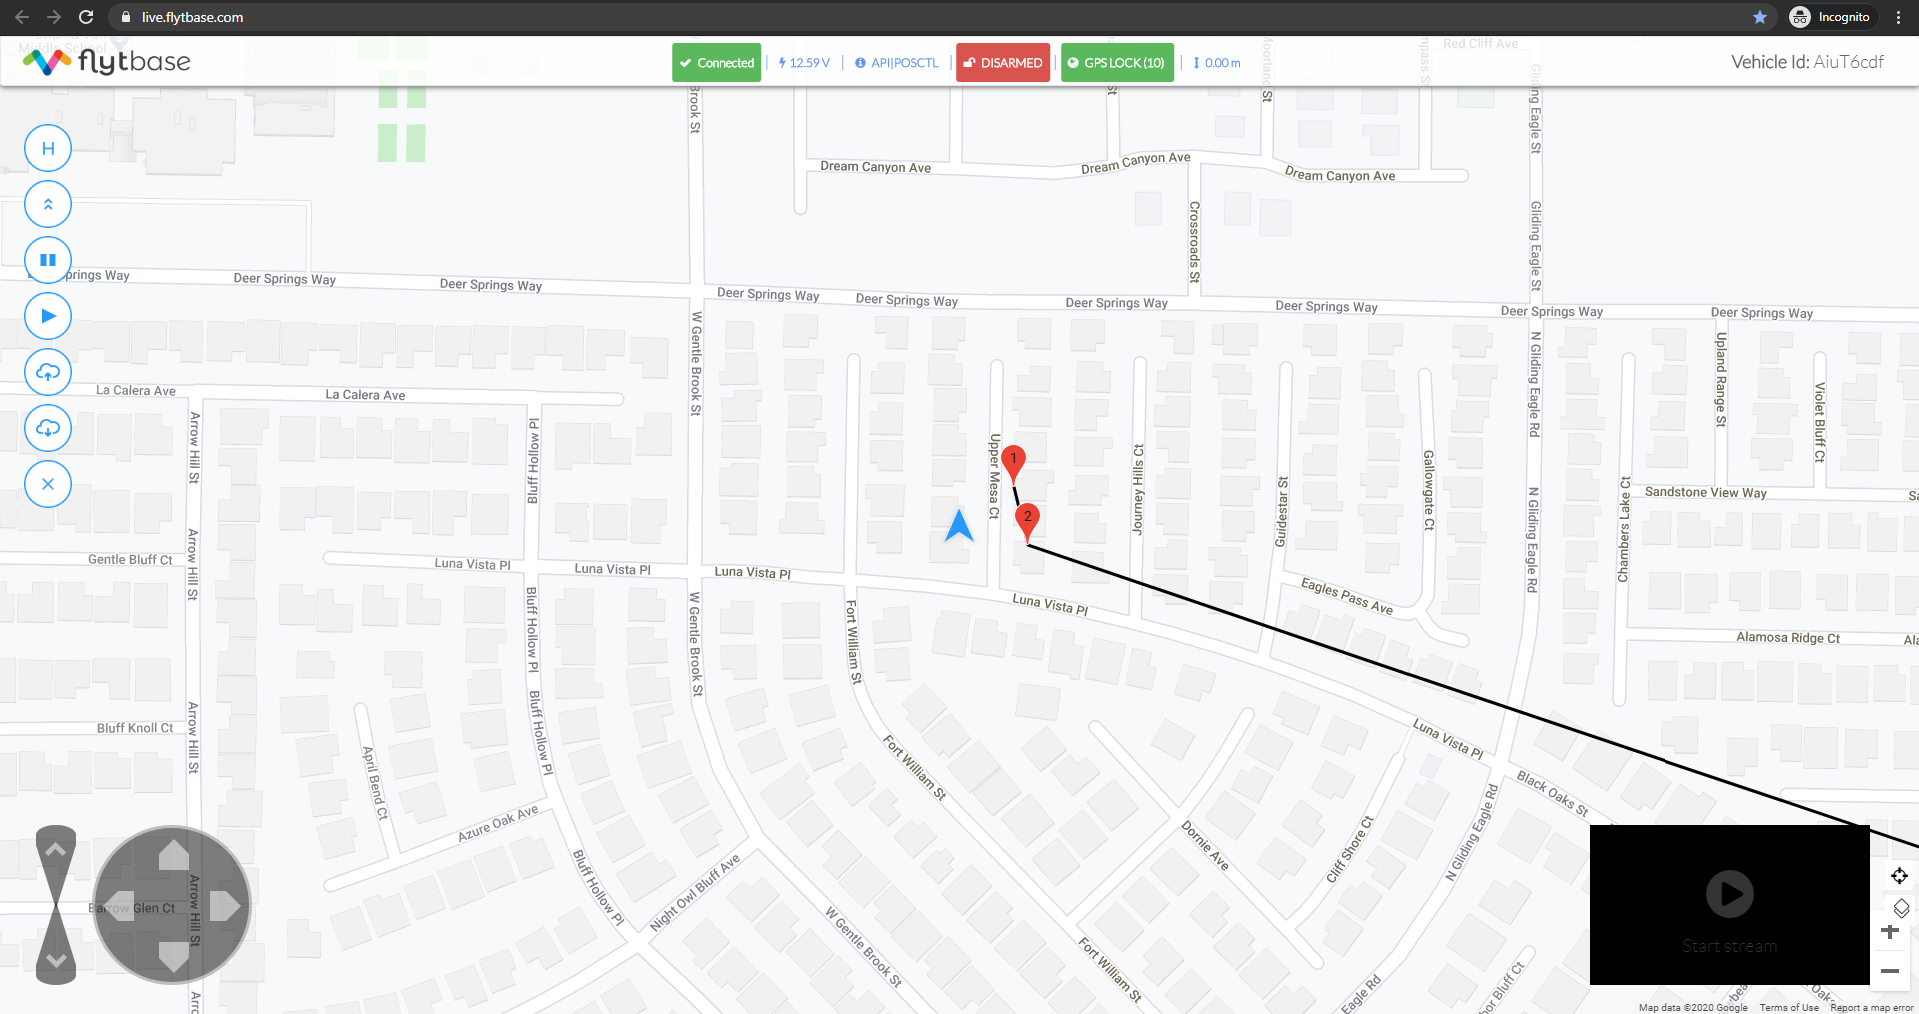 live.flytbase.com
Incognito
Middle School
flytbase
Connected
12.59 V
API|POSCTL
DISARMED
GPS LOCK (10)
0.00 m
Red Cliff Ave
Vehicle Id: AiuT6cdf
Brook St
Gliding Eagle St
H
Dream Canyon Ave
Dream Canyon Ave
Dream Canyon Ave
Crossroads St
Gliding Eagle St
Deer Springs Way
Deer Springs Way
Deer Springs Way
Deer Springs Way
Deer Springs Way
Deer Springs Way
Deer Springs Way
Deer Springs Way
W Gentle Brook St
N Gliding Eagle Rd
Upland Range St
Violet Bluff Ct
La Calera Ave
La Calera Ave
Arrow Hill St
Bluff Hollow Pl
Upper Mesa Ct
1
2
Journey Hills Ct
Guidestar St
Gallowgate Ct
N Gliding Eagle Rd
Chambers Lake Ct
Sandstone View Way
Gentle Bluff Ct
Arrow Hill St
Luna Vista Pl
Luna Vista Pl
Luna Vista Pl
Luna Vista Pl
Eagles Pass Ave
Alamosa Ridge Ct
Bluff Hollow Pl
W Gentle Brook St
Fort William St
Bluff Knoll Ct
Arrow Hill St
Bluff Hollow Pl
April Bend Ct
Azure Oak Ave
Fort William St
Luna Vista Pl
Black Oaks St
N Gliding Eagle Rd
Dornie Ave
Cliff Shore Ct
Bluff Hollow Pl
Night Owl Bluff Ave
Barrow Glen Ct
Arrow Hill St
W Gentle Brook St
Fort William St
Eagle Rd
Start stream
Map data ©2020 Google
Terms of Use
Report a map error